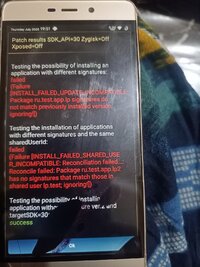 Patch results SDK_API=30 Zygisk=Off
Xposed=Off
Testing the possibility of installing an
application with different signatures:
failed
(Failure
[INSTALL_FAILED_UPDATE_INCOMPATIBLE:
Package ru.test.app.lp signatures do
not match previously installed version;
ignoring!])
Testing the installation of applications
with different signatures and the same
sharedUserId:
failed
(Failure [INSTALL_FAILED_SHARED_USE
R_INCOMPATIBLE: Reconciliation failed...:
Reconcile failed: Package ru.test.app.lp2
has no signatures that match those in
shared user lp.test; ignoring!])
Testing the possibility of installing
application
targetSDK<30
success
Ok